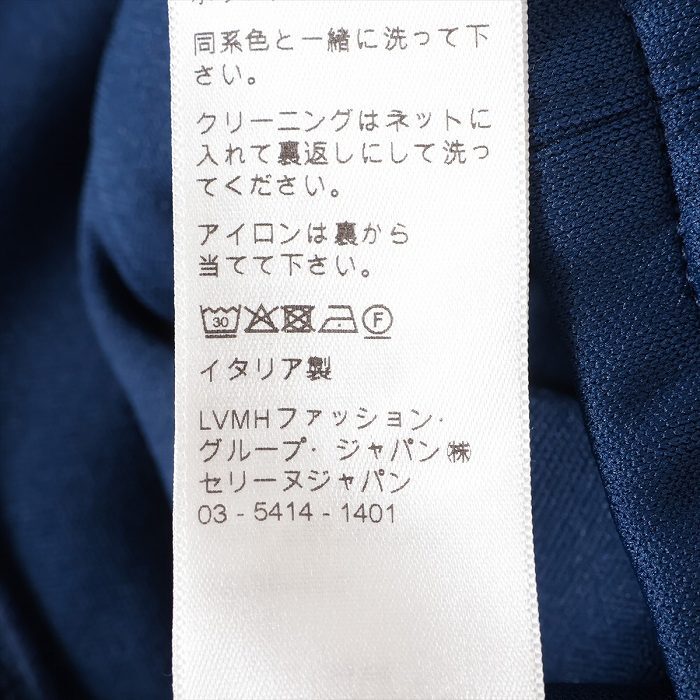 同系色と一緒に洗って下
さい。
クリーニングはネットに
入れて裏返しにして洗っ
てください。
アイロンは裏から
当てて下さい。
30 F
イタリア製
LVMHファッション·
グループ· ジャパン㈱
セリーヌジャパン
03 - 5414 - 1401